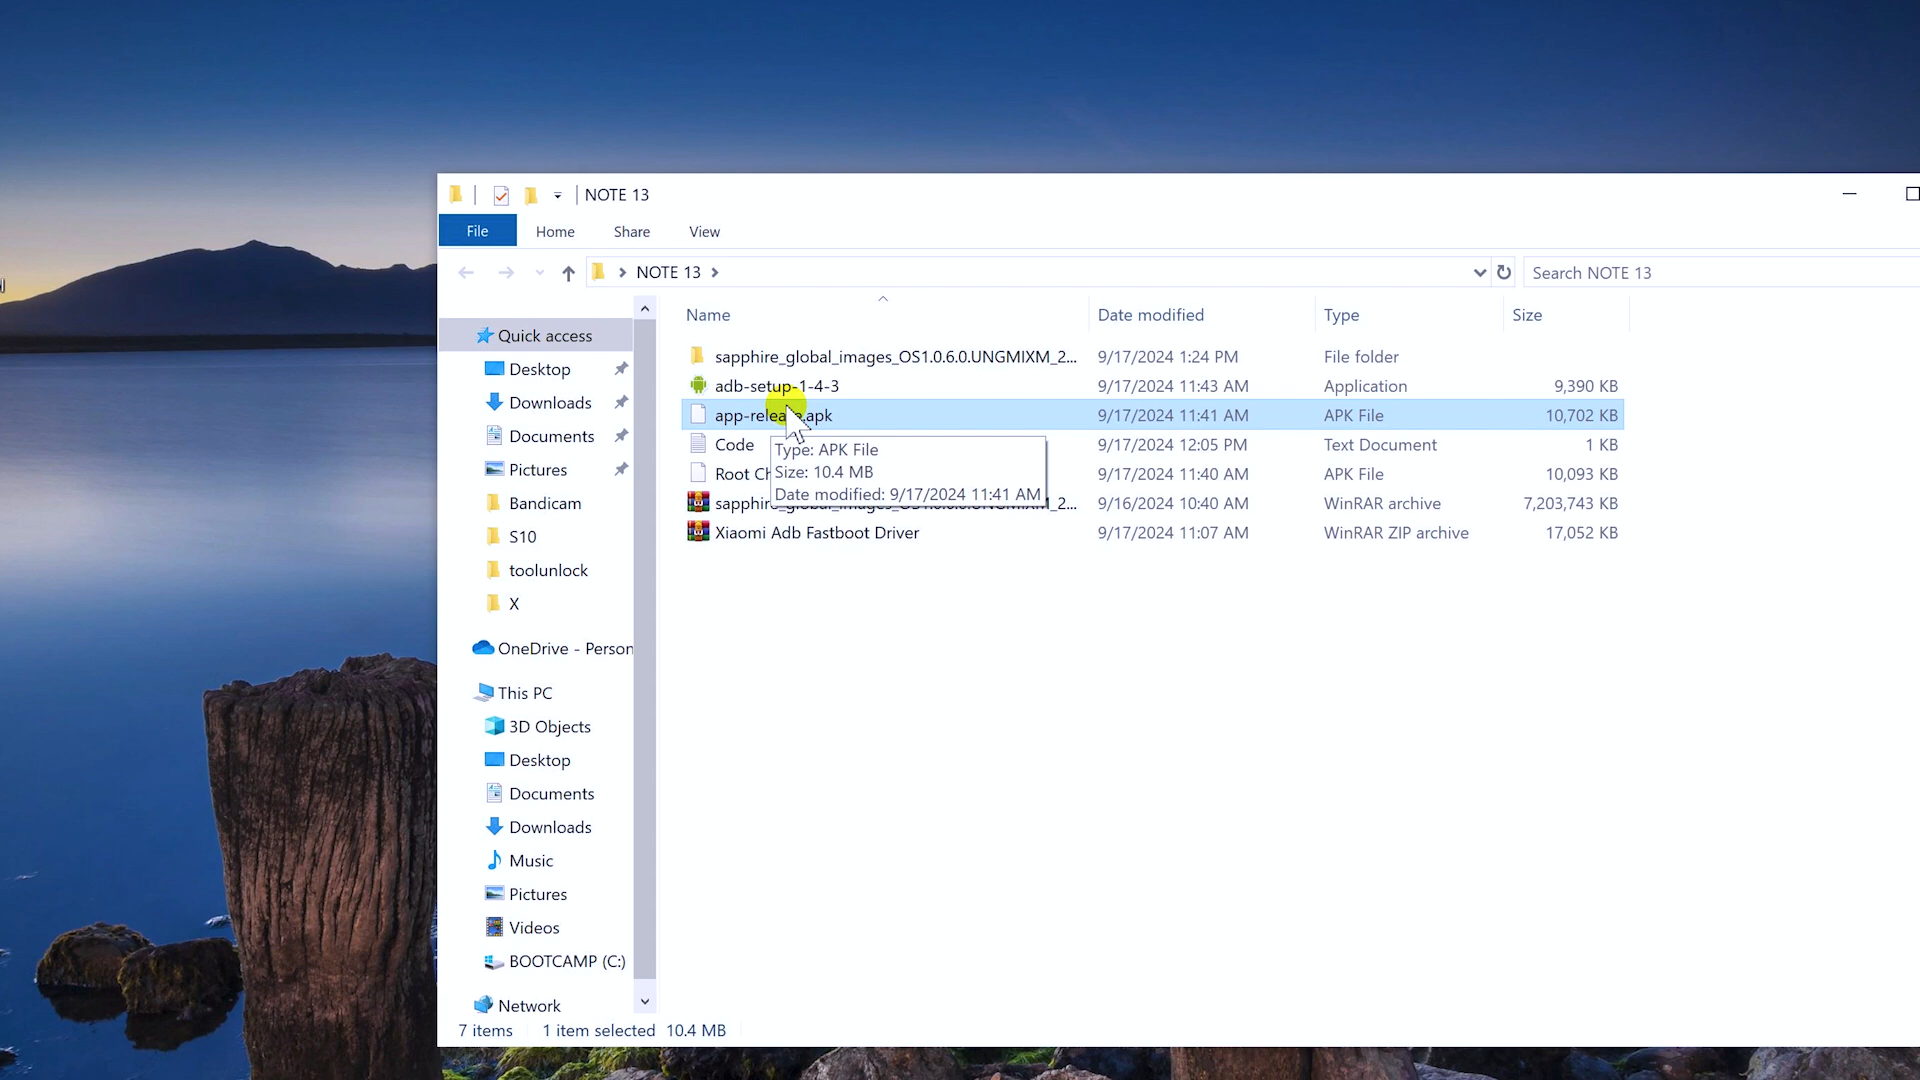 NOTE 13
File Home Share View
NOTE 13
Search NOTE 13
Name Date modified Type Size
Quick access
Desktop
Downloads
Documents
Pictures
Bandicam
S10
toolunlock
X
OneDrive - Person
This PC
3D Objects
Desktop
Documents
Downloads
Music
Pictures
Videos
BOOTCAMP (C:)
Network
sapphire_global_images_OS1.0.6.0.UNGMIXM_2... 9/17/2024 1:24 PM File folder
adb-setup-1-4-3 9/17/2024 11:43 AM Application 9,390 KB
app-release.apk 9/17/2024 11:41 AM APK File 10,702 KB
Code 9/17/2024 12:05 PM Text Document 1 KB
Root 9/17/2024 11:40 AM APK File 10,093 KB
9/16/2024 10:40 AM WinRAR archive 7,203,743 KB
Xiaomi Adb Fastboot Driver 9/17/2024 11:07 AM WinRAR ZIP archive 17,052 KB
Type: APK File
Size: 10.4 MB
Date modified: 9/17/2024 11:41 AM
7 items 1 item selected 10.4 MB